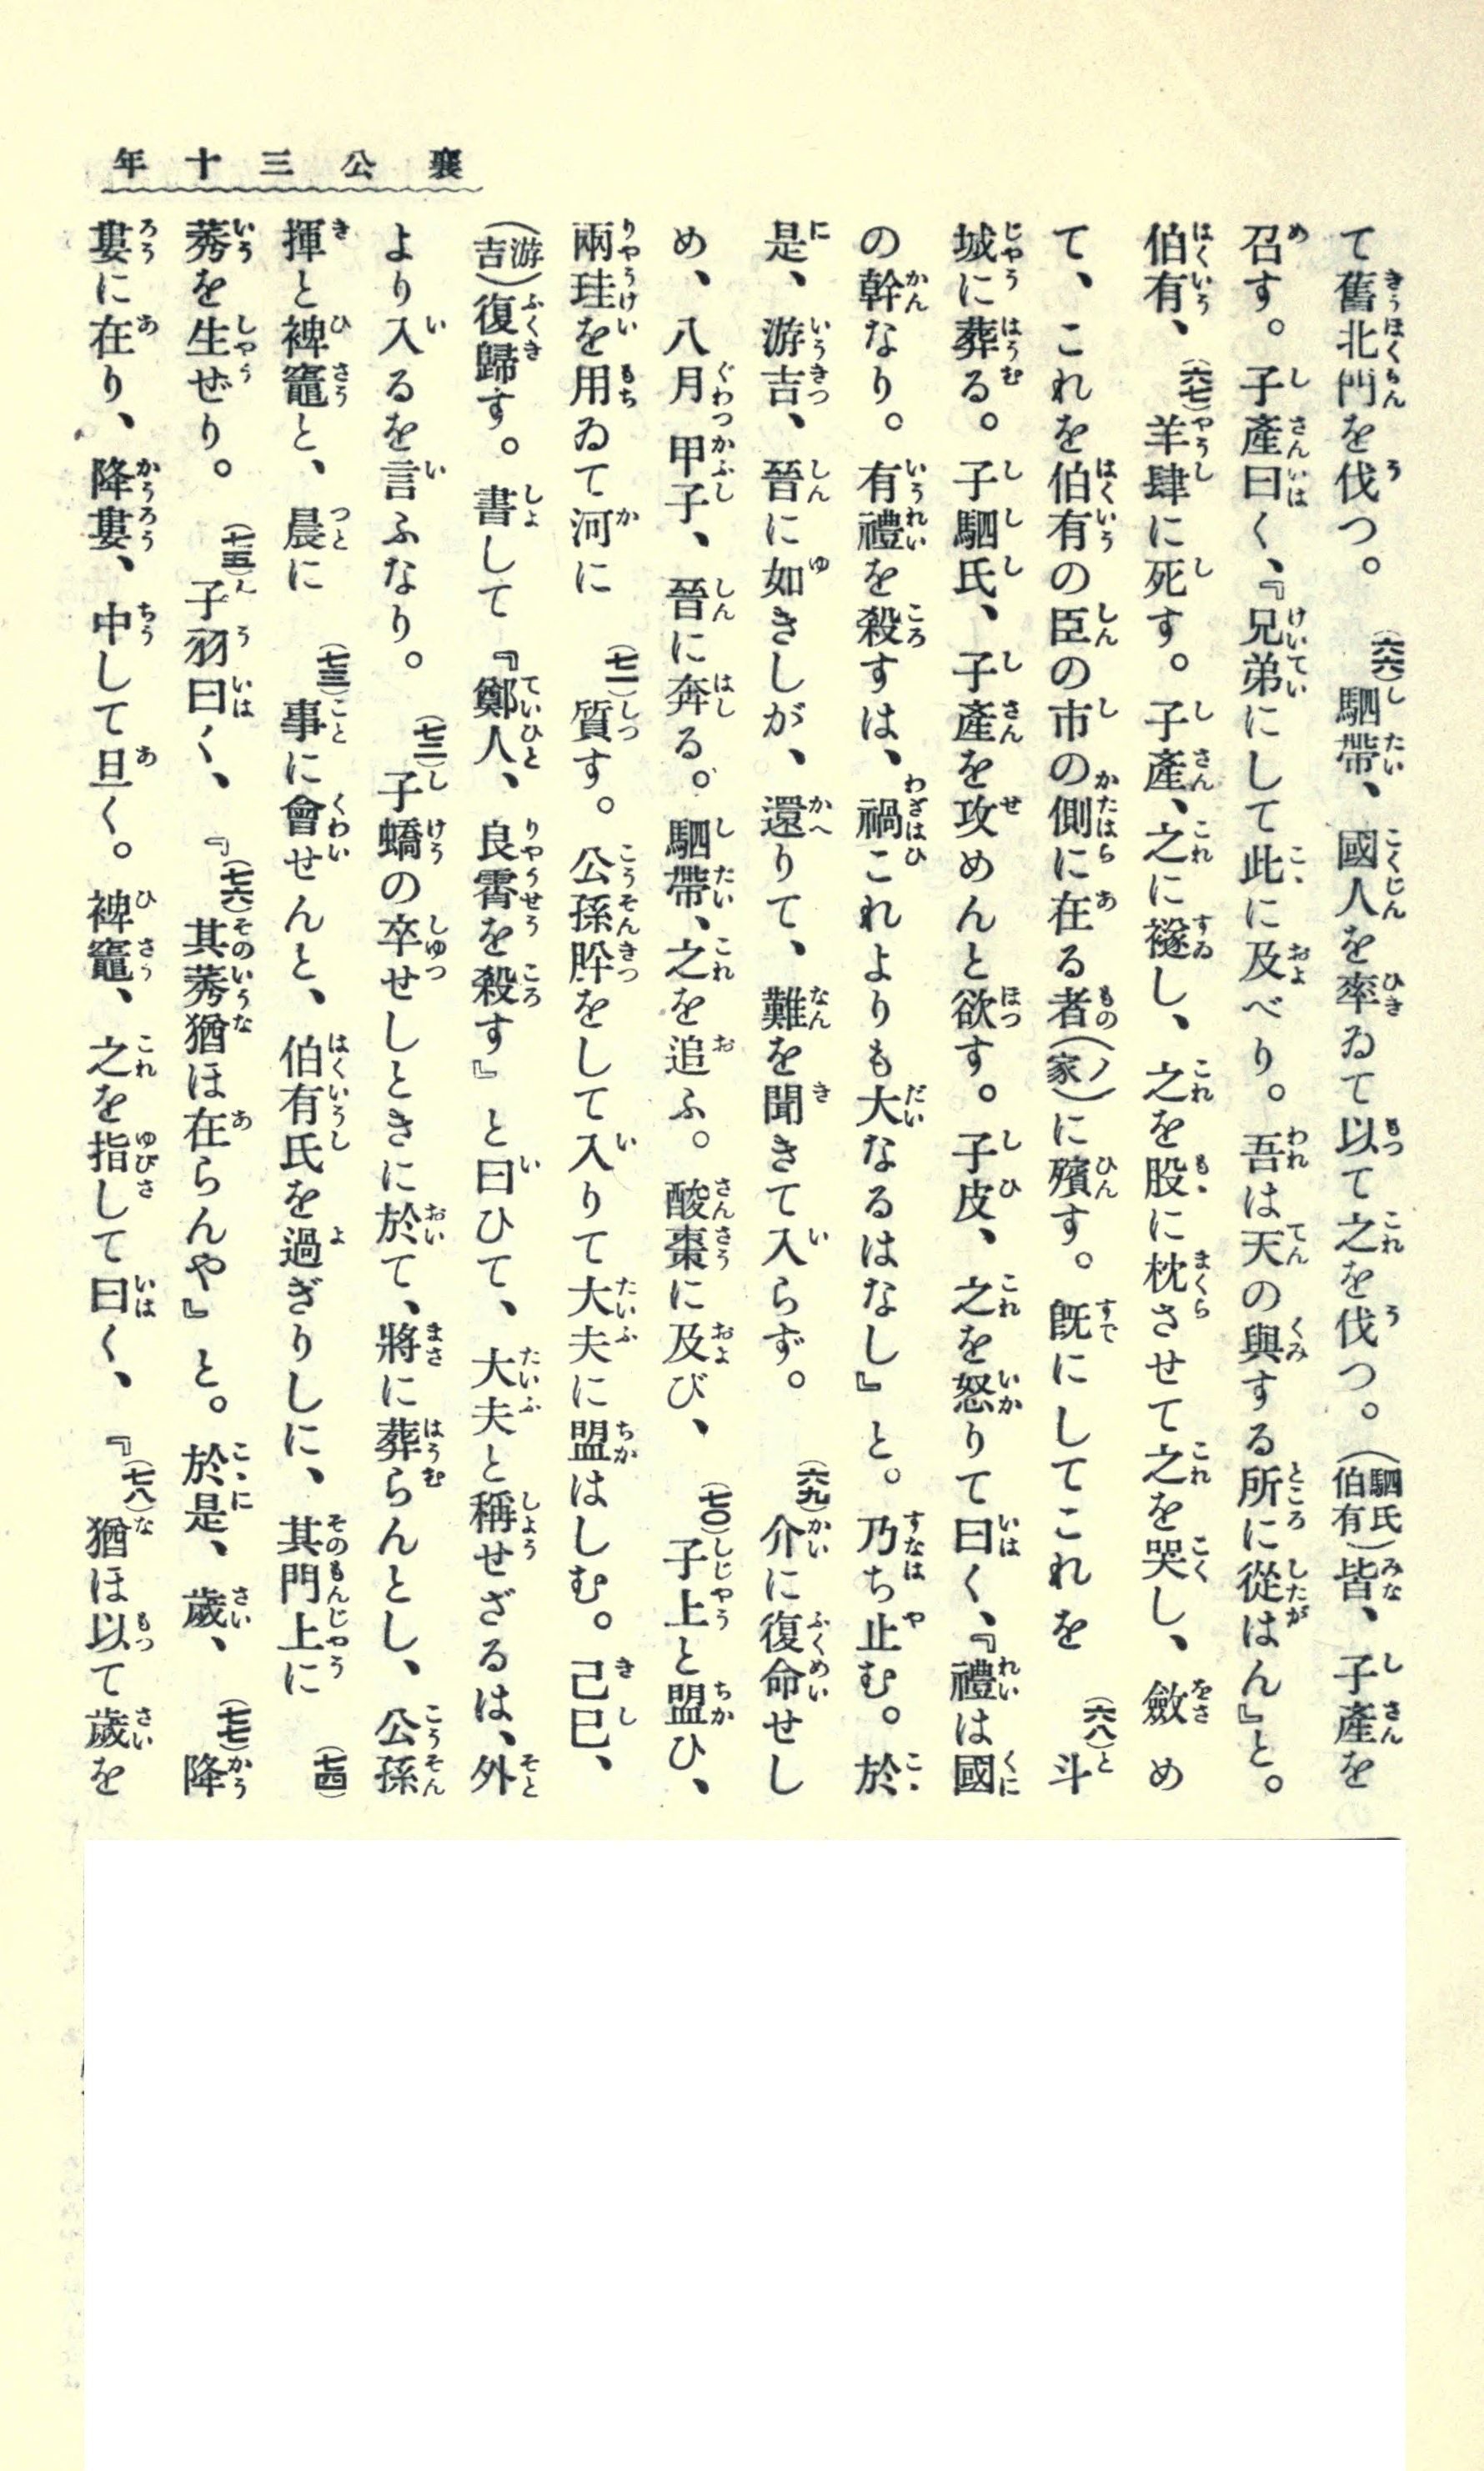 襄公三十年
て舊北門を伐つ。(六六)駟帶、國人を率ゐて以て之を伐つ。(駟氏伯有)皆、子產を
召す。子產曰く、『兄弟にして此に及べり。吾は天の與する所に從はん』と。
伯有、(六七)羊肆に死す。子產、之に襚し、之を股に枕させて之を哭し、斂め
て、これを伯有の臣の市の側に在る者(ノ家)に殯す。既にしてこれを(六八)斗
城に葬る。子駟氏、子產を攻めんと欲す。子皮、之を怒りて曰く、『禮は國
の幹なり。有禮を殺すは、禍これよりも大なるはなし』と。乃ち止む。於
是、游吉、晉に如きしが、還りて、難を聞きて入らず。(六九)介に復命せし
め、八月甲子、晉に奔る。駟帶、之を追ふ。酸棗に及び、(七〇)子上と盟ひ、
兩珪を用ゐて河に(七一)質す。公孫肸をして入りて大夫に盟はしむ。己巳、
(游吉)復歸す。書して『鄭人、良霄を殺す』と曰ひて、大夫と稱せざるは、外
より入るを言ふなり。(七二)子蟜の卒せしときに於て、將に葬らんとし、公孫
揮と裨竈と、晨に(七三)事に會せんと、伯有氏を過ぎりしに、其門上に(七四)
莠を生ぜり。(七五)子羽曰く、『(七六)其莠猶ほ在らんや』と。於是、歲、(七七)降
婁に在り、降婁、中して旦く。裨竈、之を指して曰く、『(七八)猶ほ以て歲を